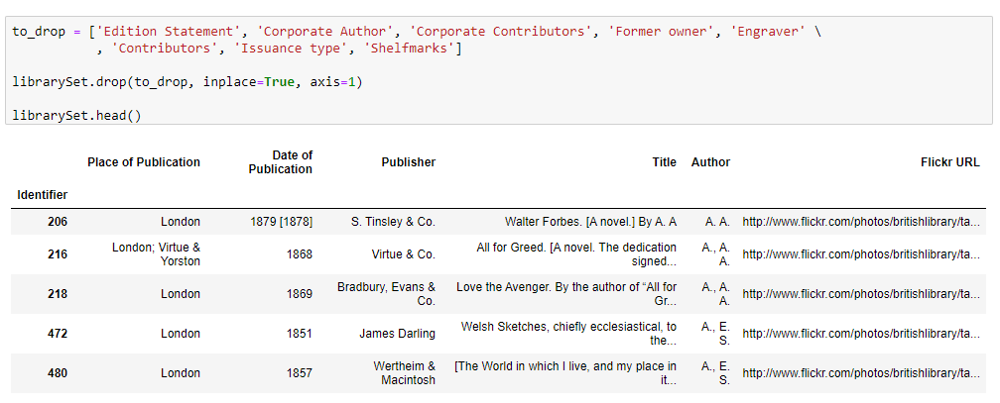 to_drop = ['Edition Statement', 'Corporate Author', 'Corporate Contributors', 'Former owner', 'Engraver' \
, 'Contributors', 'Issuance type', 'Shelfmarks']
librarySet.drop(to_drop, inplace=True, axis=1)
librarySet.head()
Place of Publication Date of Publication Publisher Title Author Flickr URL
Identifier
206 London 1879 [1878] S. Tinsley & Co. Walter Forbes. [A novel.] By A. A A. A. http://www.flickr.com/photos/britishlibrary/ta...
216 London; Virtue & Yorston 1868 Virtue & Co. All for Greed. [A novel. The dedication signed... A., A. A. http://www.flickr.com/photos/britishlibrary/ta...
218 London 1869 Bradbury, Evans & Co. Love the Avenger. By the author of “All for Gr... A., A. A. http://www.flickr.com/photos/britishlibrary/ta...
472 London 1851 James Darling Welsh Sketches, chiefly ecclesiastical, to the... A., E. S. http://www.flickr.com/photos/britishlibrary/ta...
480 London 1857 Wertheim & Macintosh [The World in which I live, and my place in it... A., E. S. http://www.flickr.com/photos/britishlibrary/ta...